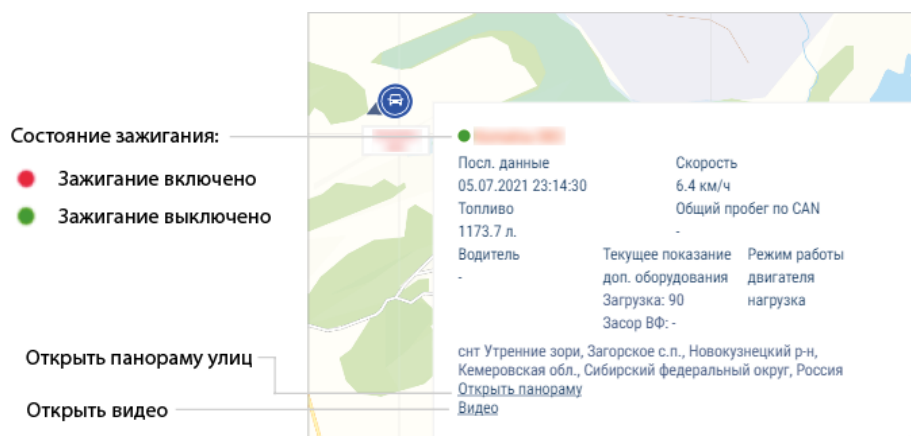 Состояние зажигания:
Зажигание включено
Зажигание выключено
Посл. данные
05.07.2021 23:14:30
Скорость
6.4 км/ч
Топливо
1173.7 л.
Общий пробег по CAN
-
Водитель
-
Текущее показание
доп. оборудования
Загрузка: 90
Засор ВФ: -
Режим работы
двигателя
нагрузка
снт Утренние зори, Загорское с.п., Новокузнецкий р-н,
Кемеровская обл., Сибирский федеральный округ, Россия
Открыть панораму улиц
Открыть панораму
Открыть видео
Видео